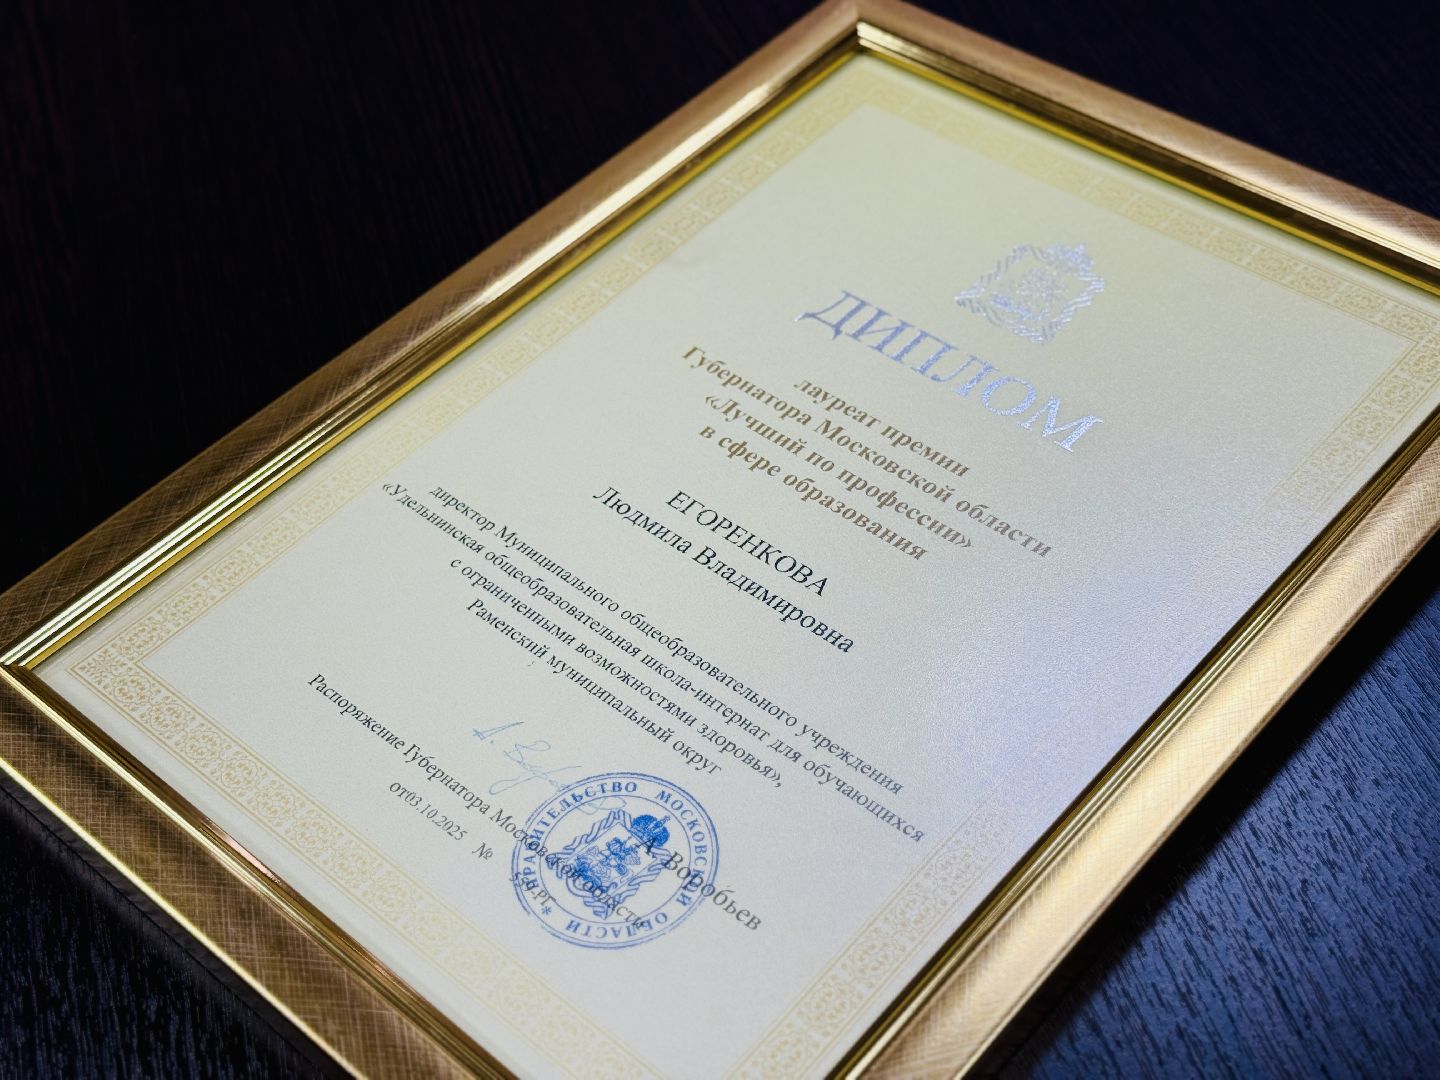 ДИПЛОМ
лауреат премии
Губернатора Московской области
«Лучший по профессии»
в сфере образования
ЕГОРЕНКОВА
Людмила Владимировна
директор Муниципального общеобразовательного учреждения
«Удельнинская общеобразовательная школа-интернат для обучающихся
с ограниченными возможностями здоровья»,
Раменский муниципальный округ
А. Воробьев
Распоряжение Губернатора Московской области
от03.10.2025 №
ПРАВИТЕЛЬСТВО МОСКОВСКОЙ ОБЛАСТИ *